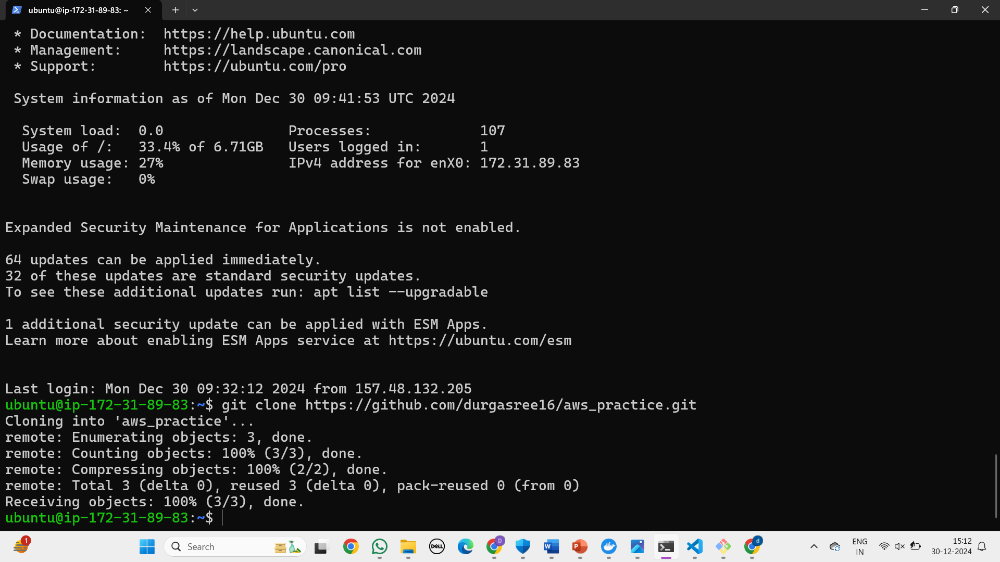 ubuntu@ip-172-31-89-83: ~
* Documentation:  https://help.ubuntu.com
* Management:     https://landscape.canonical.com
* Support:        https://ubuntu.com/pro
System information as of Mon Dec 30 09:41:53 UTC 2024
System load:  0.0               Processes:             107
Usage of /:   33.4% of 6.71GB   Users logged in:       1
Memory usage: 27%               IPv4 address for enX0: 172.31.89.83
Swap usage:   0%
Expanded Security Maintenance for Applications is not enabled.
64 updates can be applied immediately.
32 of these updates are standard security updates.
To see these additional updates run: apt list --upgradable
1 additional security update can be applied with ESM Apps.
Learn more about enabling ESM Apps service at https://ubuntu.com/esm
Last login: Mon Dec 30 09:32:12 2024 from 157.48.132.205
ubuntu@ip-172-31-89-83:~$ git clone https://github.com/durgasree16/aws_practice.git
Cloning into 'aws_practice'...
remote: Enumerating objects: 3, done.
remote: Counting objects: 100% (3/3), done.
remote: Compressing objects: 100% (2/2), done.
remote: Total 3 (delta 0), reused 3 (delta 0), pack-reused 0 (from 0)
Receiving objects: 100% (3/3), done.
ubuntu@ip-172-31-89-83:~$
1
Search
DELL
D
W
P
d
ENG
IN
15:12
30-12-2024